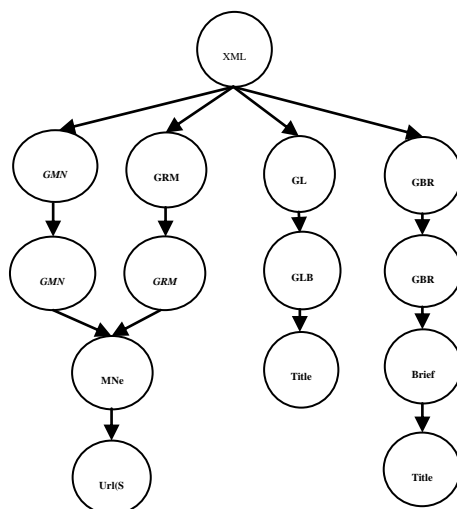 XML
GMN
GRM
GL
GBR
GMN
GRM
GLB
GBR
MNe
Title
Brief
Url(S
Title